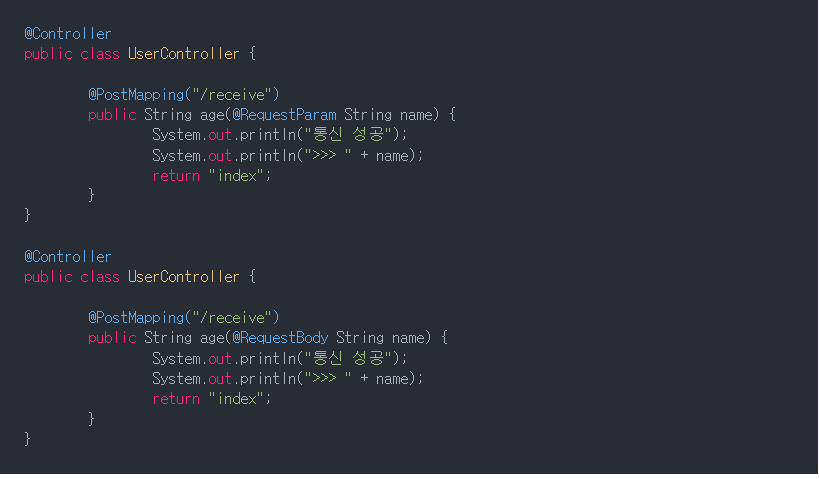 @Controller
public class UserController {
@PostMapping("/receive")
public String age(@RequestParam String name) {
System.out.println("통신 성공");
System.out.println(">>> " + name);
return "index";
}
}
@Controller
public class UserController {
@PostMapping("/receive")
public String age(@RequestBody String name) {
System.out.println("통신 성공");
System.out.println(">>> " + name);
return "index";
}
}